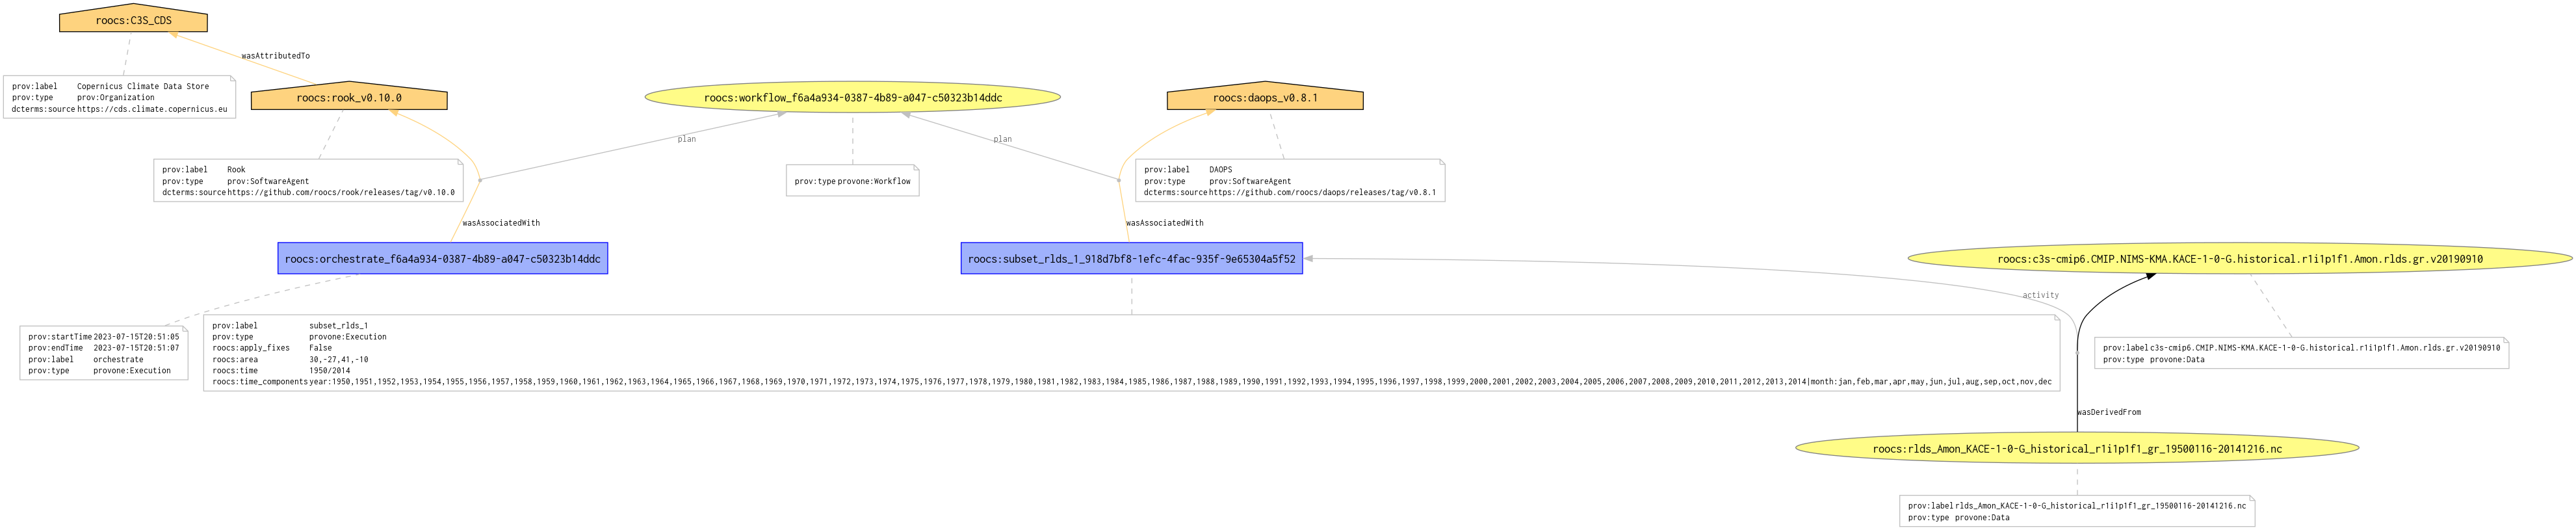 roocs:C3S_CDS
wasAttributedTo
prov:label Copernicus Climate Data Store
prov:type prov:Organization
dcterms:source https://cds.climate.copernicus.eu
roocs:rook_v0.10.0
roocs:workflow_f6a4a934-0387-4b89-a047-c50323b14ddc
roocs:daops_v0.8.1
plan
plan
prov:label Rook
prov:type prov:SoftwareAgent
dcterms:source https://github.com/roocs/rook/releases/tag/v0.10.0
prov:type provone:Workflow
prov:label DAOPS
prov:type prov:SoftwareAgent
dcterms:source https://github.com/roocs/daops/releases/tag/v0.8.1
wasAssociatedWith
wasAssociatedWith
roocs:orchestrate_f6a4a934-0387-4b89-a047-c50323b14ddc
roocs:subset_rlds_1_918d7bf8-1efc-4fac-935f-9e65304a5f52
roocs:c3s-cmip6.CMIP.NIMS-KMA.KACE-1-0-G.historical.r1i1p1f1.Amon.rlds.gr.v20190910
activity
prov:startTime 2023-07-15T20:51:05
prov:endTime 2023-07-15T20:51:07
prov:label orchestrate
prov:type provone:Execution
prov:label subset_rlds_1
prov:type provone:Execution
roocs:apply_fixes False
roocs:area 30,-27,41,-10
roocs:time 1950/2014
roocs:time_components year:1950,1951,1952,1953,1954,1955,1956,1957,1958,1959,1960,1961,1962,1963,1964,1965,1966,1967,1968,1969,1970,1971,1972,1973,1974,1975,1976,1977,1978,1979,1980,1981,1982,1983,1984,1985,1986,1987,1988,1989,1990,1991,1992,1993,1994,1995,1996,1997,1998,1999,2000,2001,2002,2003,2004,2005,2006,2007,2008,2009,2010,2011,2012,2013,2014|month:jan,feb,mar,apr,may,jun,jul,aug,sep,oct,nov,dec
prov:label c3s-cmip6.CMIP.NIMS-KMA.KACE-1-0-G.historical.r1i1p1f1.Amon.rlds.gr.v20190910
prov:type provone:Data
wasDerivedFrom
roocs:rlds_Amon_KACE-1-0-G_historical_r1i1p1f1_gr_19500116-20141216.nc
prov:label rlds_Amon_KACE-1-0-G_historical_r1i1p1f1_gr_19500116-20141216.nc
prov:type provone:Data